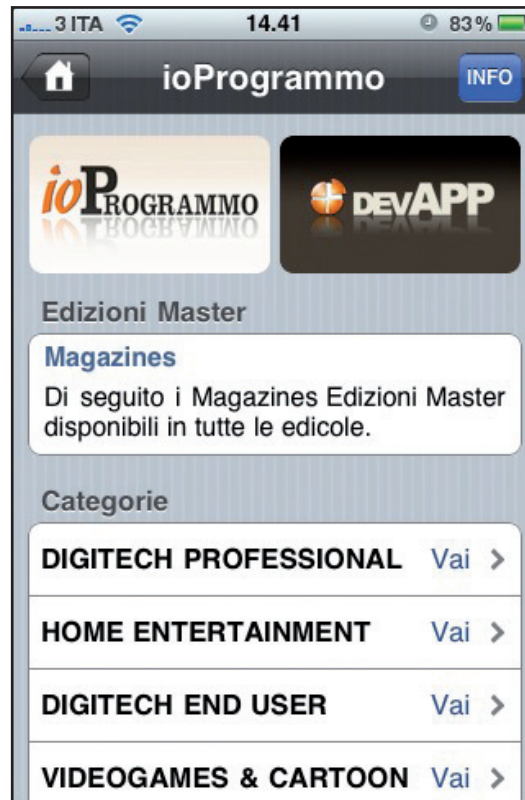 3 ITA 14.41 83%
ioProgrammo INFO
ioProgrammo DEVAPP
Edizioni Master
Magazines
Di seguito i Magazines Edizioni Master
disponibili in tutte le edicole.
Categorie
DIGITECH PROFESSIONAL Vai
HOME ENTERTAINMENT Vai
DIGITECH END USER Vai
VIDEOGAMES & CARTOON Vai